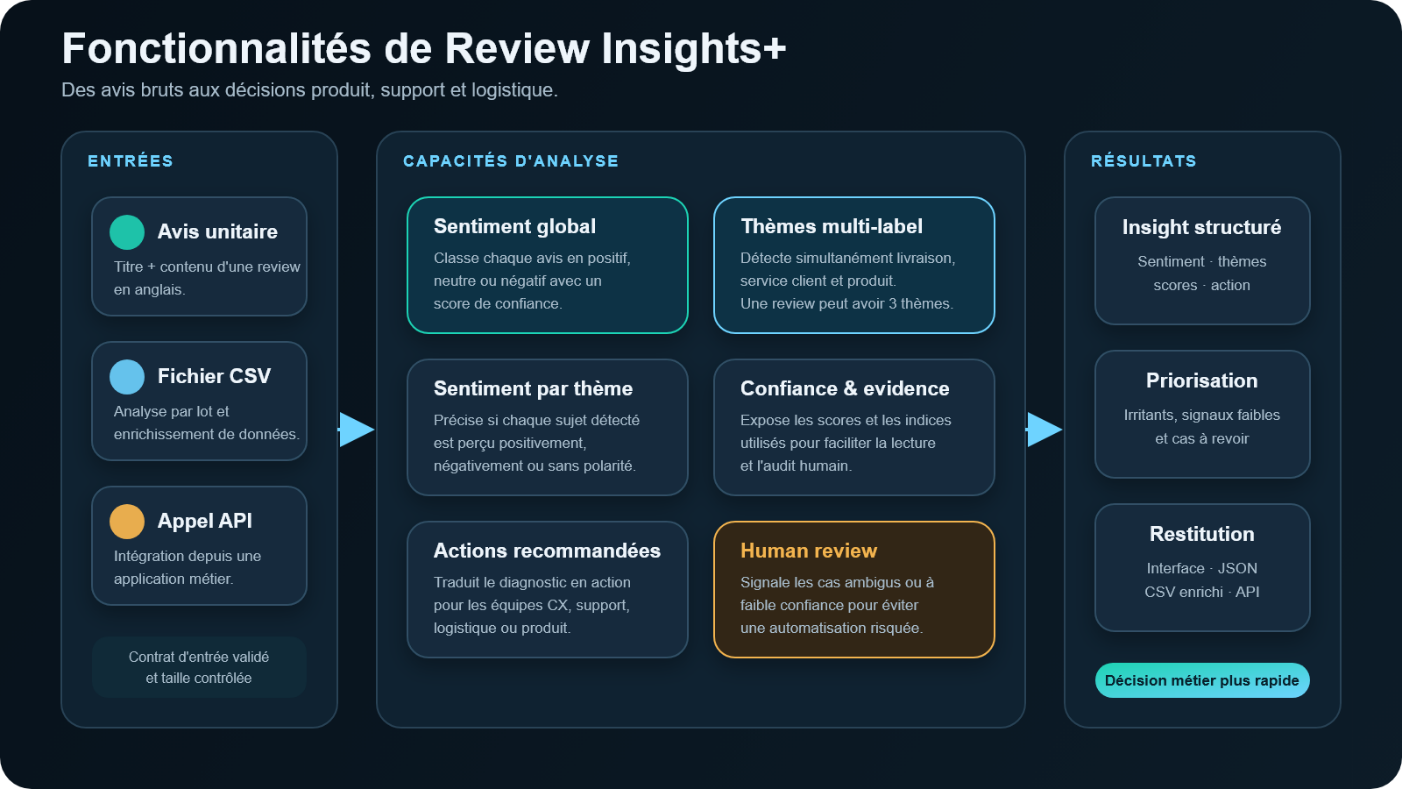 Fonctionnalités de Review Insights+
Des avis bruts aux décisions produit, support et logistique.
ENTRÉES
Avis unitaire
Titre + contenu d'une review
en anglais.
Fichier CSV
Analyse par lot et
enrichissement de données.
Appel API
Intégration depuis une
application métier.
Contrat d'entrée validé
et taille contrôlée
CAPACITÉS D'ANALYSE
Sentiment global
Classe chaque avis en positif,
neutre ou négatif avec un
score de confiance.
Thèmes multi-label
Détecte simultanément livraison,
service client et produit.
Une review peut avoir 3 thèmes.
Sentiment par thème
Précise si chaque sujet détecté
est perçu positivement,
négativement ou sans polarité.
Confiance & evidence
Expose les scores et les indices
utilisés pour faciliter la lecture
et l'audit humain.
Actions recommandées
Traduit le diagnostic en action
pour les équipes CX, support,
logistique ou produit.
Human review
Signale les cas ambigus ou à
faible confiance pour éviter
une automatisation risquée.
RÉSULTATS
Insight structuré
Sentiment · thèmes
scores · action
Priorisation
Irritants, signaux faibles
et cas à revoir
Restitution
Interface · JSON
CSV enrichi · API
Décision métier plus rapide